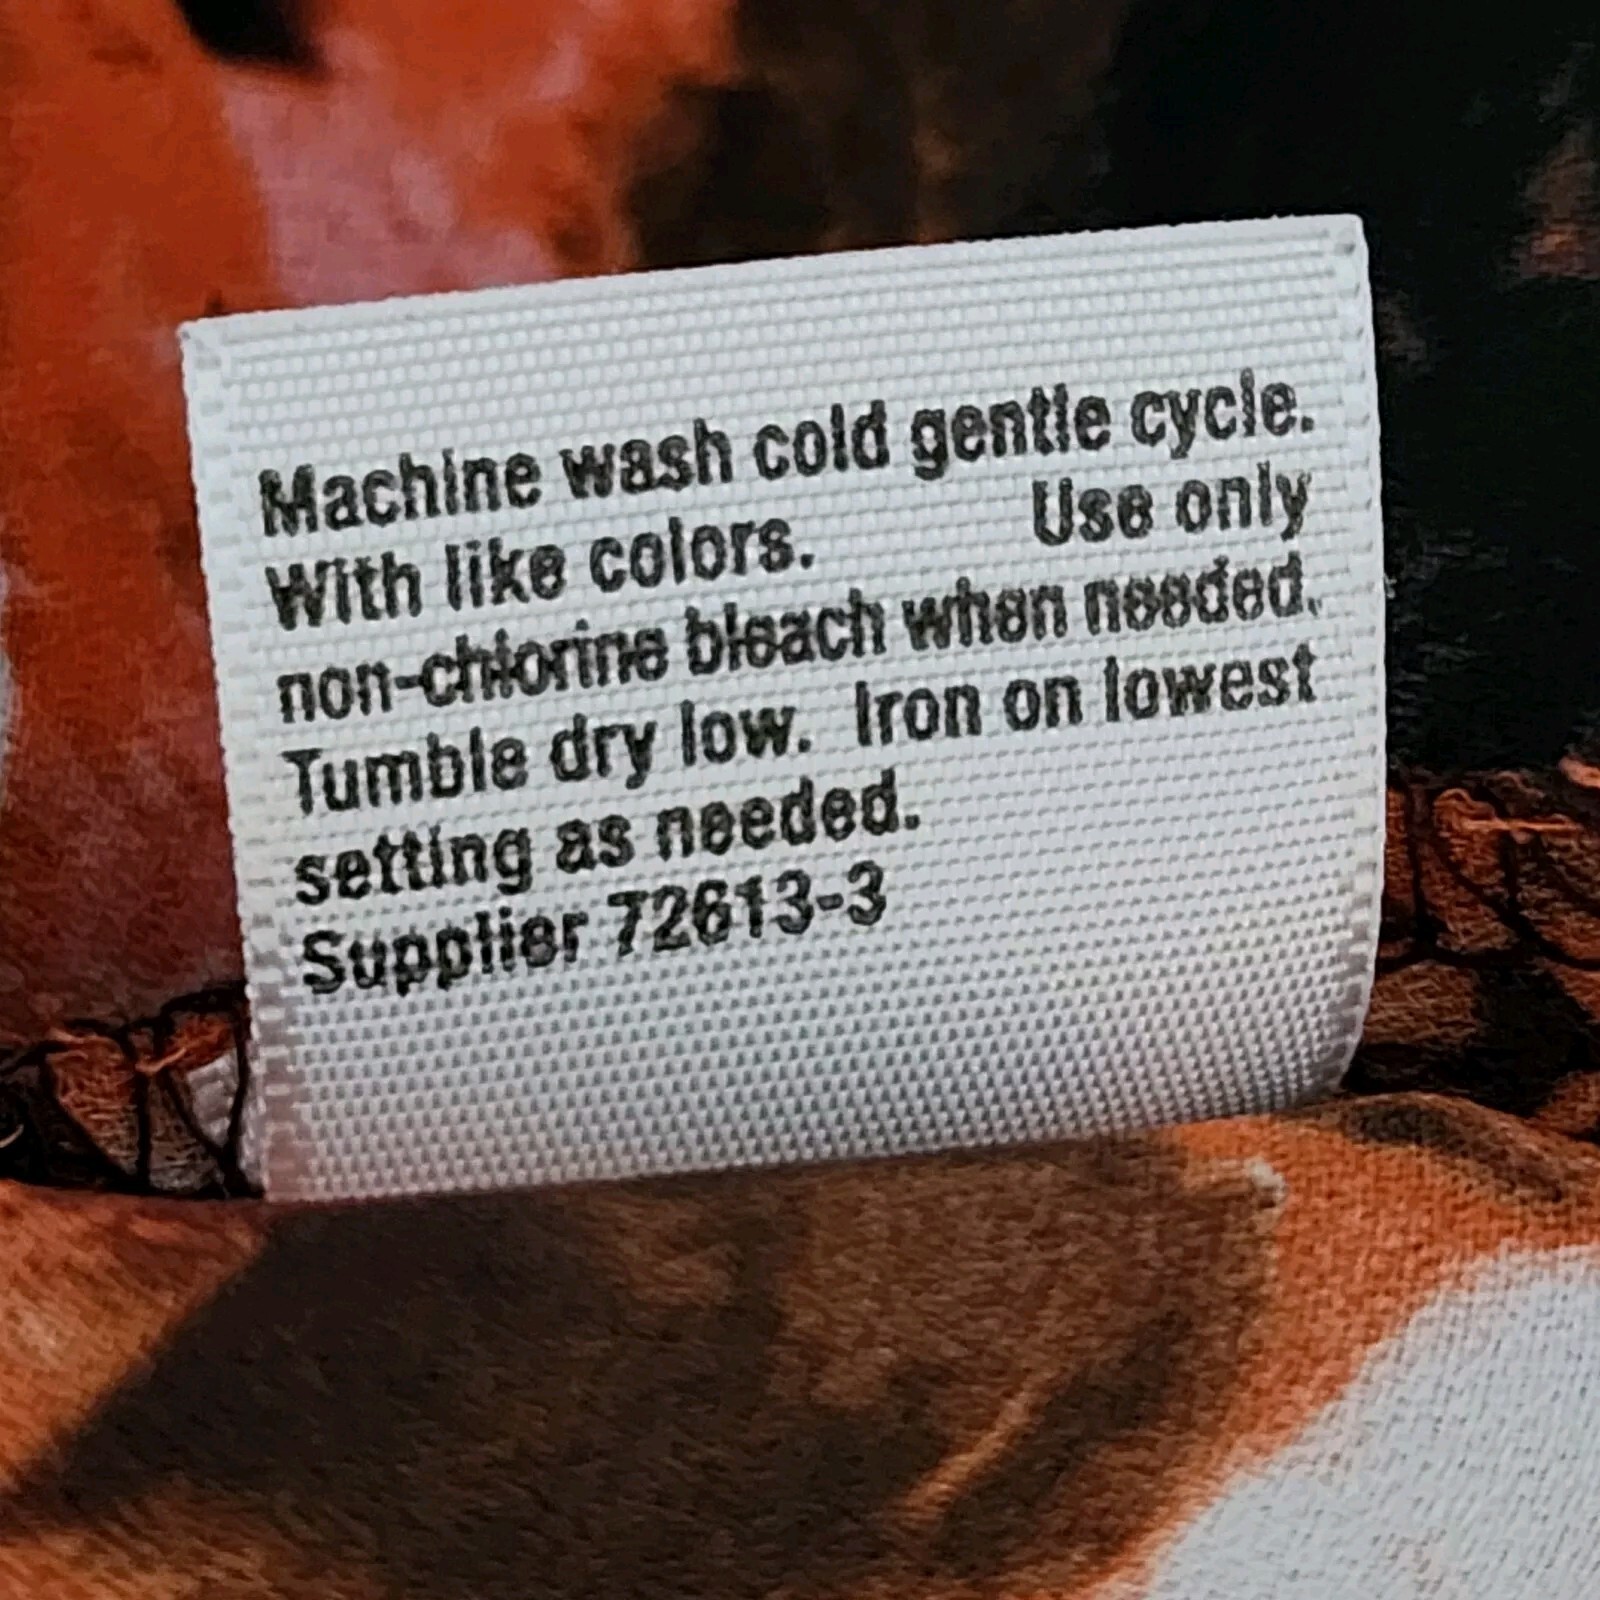 Machine wash cold gentle cycle.
With like colors. Use only
non-chlorine bleach when needed.
Tumble dry low. Iron on lowest
setting as needed.
Supplier 72613-3